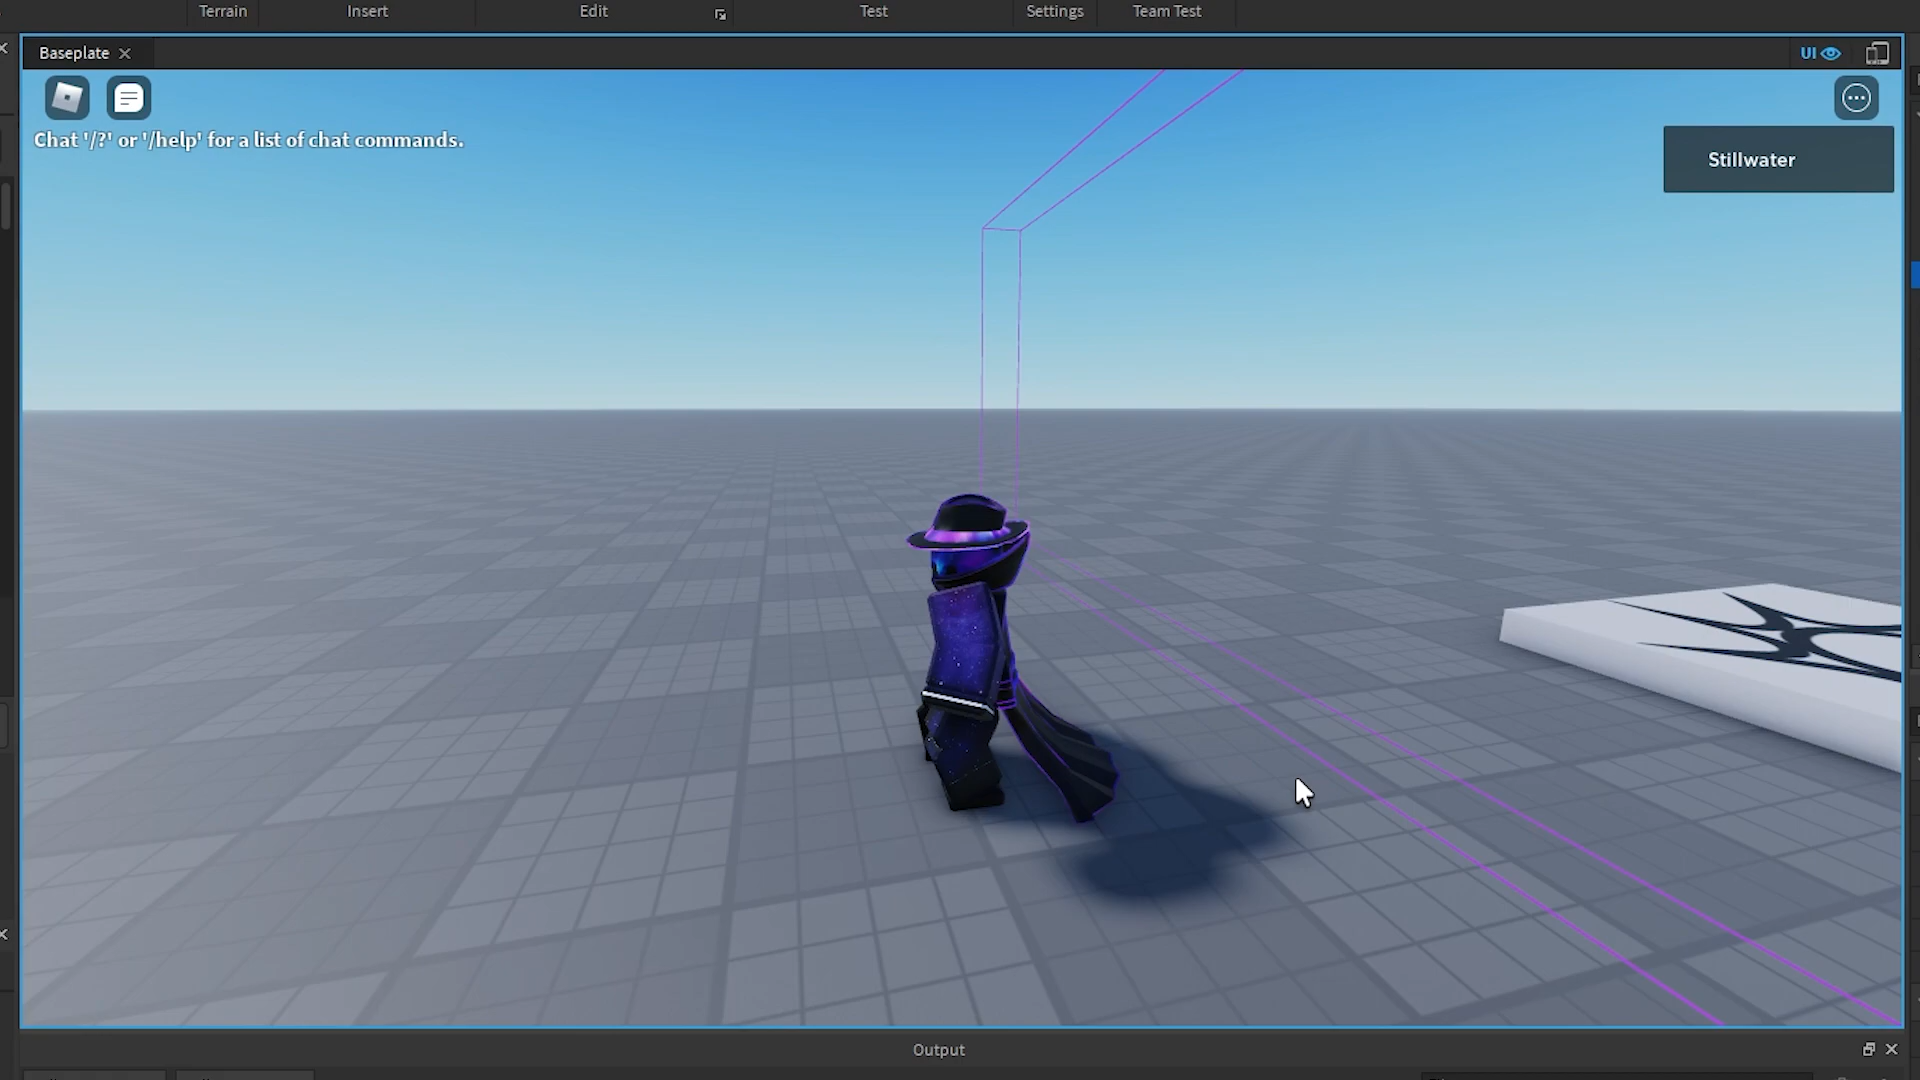 Terrain Insert Edit Test Settings Team Test
Baseplate
UI
Chat '/?' or '/help' for a list of chat commands.
Stillwater
Output